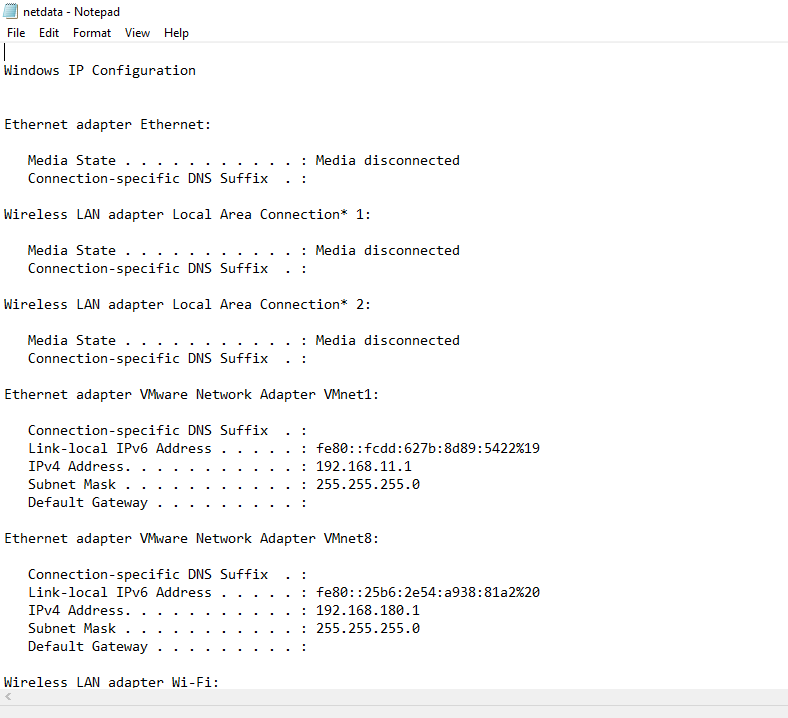 netdata - Notepad
File Edit Format View Help
Windows IP Configuration
Ethernet adapter Ethernet:
Media State . . . . . . . . . . . : Media disconnected
Connection-specific DNS Suffix  . :
Wireless LAN adapter Local Area Connection* 1:
Media State . . . . . . . . . . . : Media disconnected
Connection-specific DNS Suffix  . :
Wireless LAN adapter Local Area Connection* 2:
Media State . . . . . . . . . . . : Media disconnected
Connection-specific DNS Suffix  . :
Ethernet adapter VMware Network Adapter VMnet1:
Connection-specific DNS Suffix  . :
Link-local IPv6 Address . . . . . : fe80::fcdd:627b:8d89:5422%19
IPv4 Address. . . . . . . . . . . : 192.168.11.1
Subnet Mask . . . . . . . . . . . : 255.255.255.0
Default Gateway . . . . . . . . . :
Ethernet adapter VMware Network Adapter VMnet8:
Connection-specific DNS Suffix  . :
Link-local IPv6 Address . . . . . : fe80::25b6:2e54:a938:81a2%20
IPv4 Address. . . . . . . . . . . : 192.168.180.1
Subnet Mask . . . . . . . . . . . : 255.255.255.0
Default Gateway . . . . . . . . . :
Wireless LAN adapter Wi-Fi: